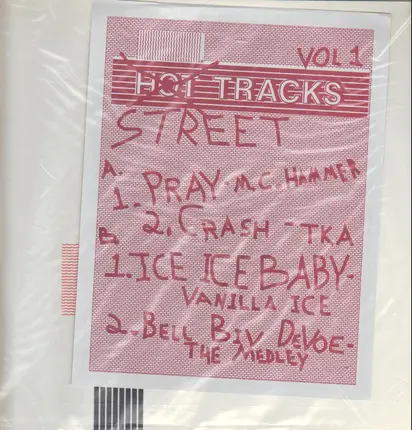 VOL 1
HOT TRACKS
STREET
A.
1. PRAY - M.C. HAMMER
2. CRASH - TKA
B.
1. ICE ICE BABY -
VANILLA ICE
2. BELL BIV DEVOE -
THE MEDLEY